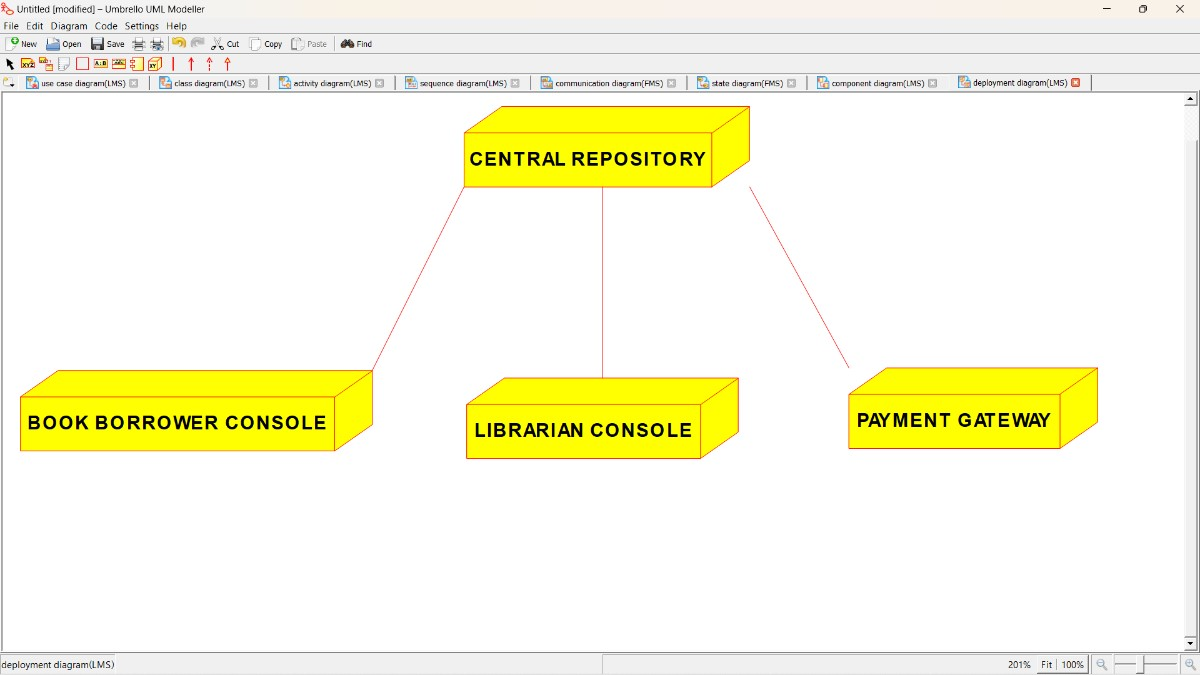 Untitled [modified] – Umbrello UML Modeller
File Edit Diagram Code Settings Help
New Open Save Cut Copy Paste Find
use case diagram(LMS) class diagram(LMS) activity diagram(LMS) sequence diagram(LMS) communication diagram(FMS) state diagram(FMS) component diagram(LMS) deployment diagram(LMS)
CENTRAL REPOSITORY
BOOK BORROWER CONSOLE
LIBRARIAN CONSOLE
PAYMENT GATEWAY
deployment diagram(LMS) 201% Fit 100%